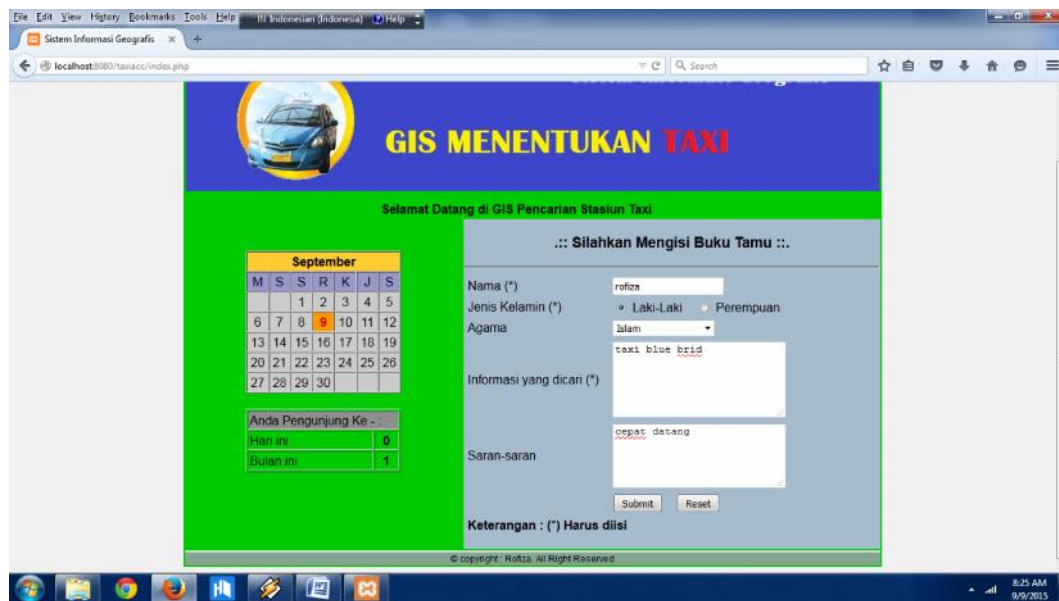 File Edit View History Bookmarks Tools Help
IN Indonesian (Indonesia) Help
Sistem Informasi Geografis
localhost:8080/taxiacc/index.php
Search
GIS MENENTUKAN TAXI
Selamat Datang di GIS Pencarian Stasiun Taxi
September
M S S R K J S
1 2 3 4 5
6 7 8 9 10 11 12
13 14 15 16 17 18 19
20 21 22 23 24 25 26
27 28 29 30
Anda Pengunjung Ke - :
Hari ini 0
Bulan ini 1
.:: Silahkan Mengisi Buku Tamu ::.
Nama (*) rofiza
Jenis Kelamin (*) Laki-Laki Perempuan
Agama Islam
Informasi yang dicari (*) taxi blue brid
Saran-saran cepat datang
Submit Reset
Keterangan : (*) Harus diisi
© copyright : Rofiza. All Right Reserved
8:25 AM
9/9/2015